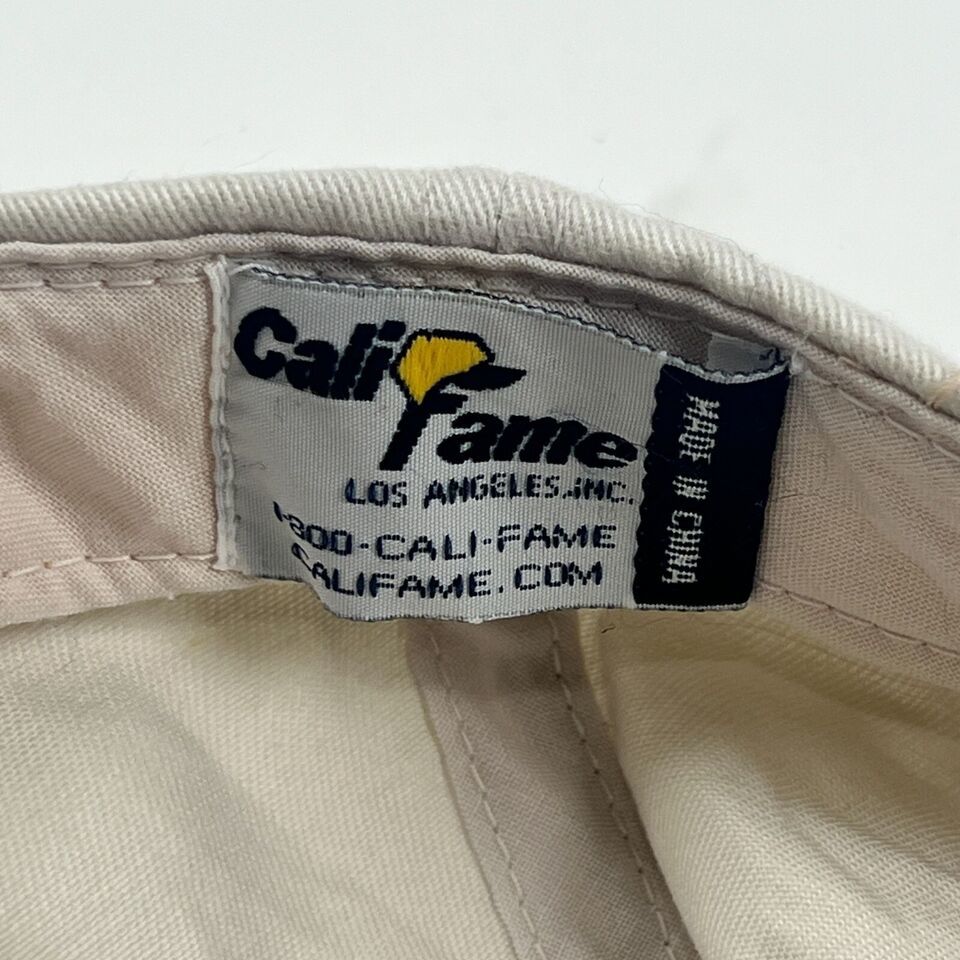 Cali
Fame
LOS ANGELES.INC.
1-800-CALI-FAME
CALIFAME.COM
MADE IN CHINA